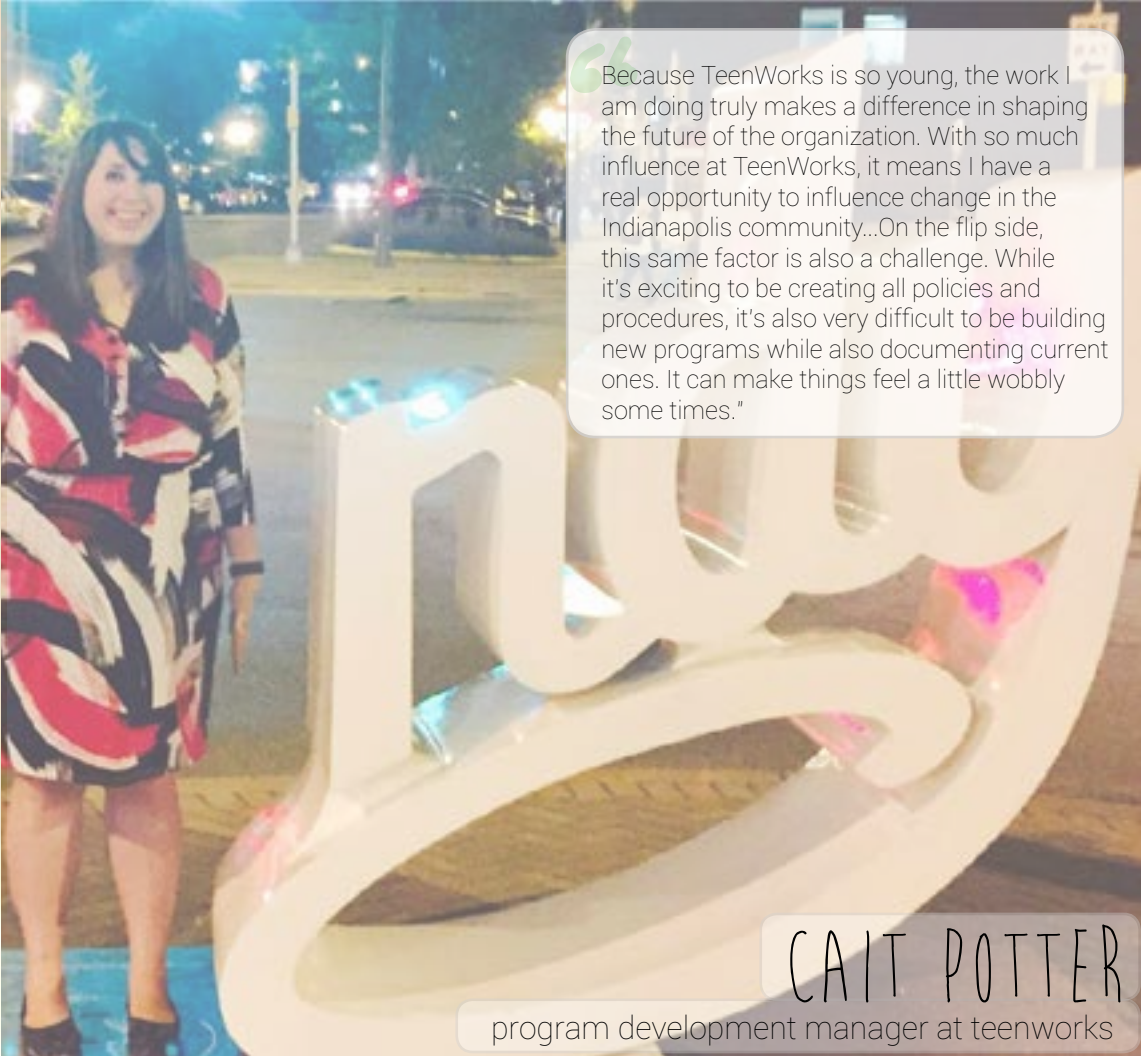 Because TeenWorks is so young, the work I
am doing truly makes a difference in shaping
the future of the organization. With so much
influence at TeenWorks, it means I have a
real opportunity to influence change in the
Indianapolis community...On the flip side,
this same factor is also a challenge. While
it's exciting to be creating all policies and
procedures, it's also very difficult to be building
new programs while also documenting current
ones. It can make things feel a little wobbly
some times."
CAIT POTTER
program development manager at teenworks